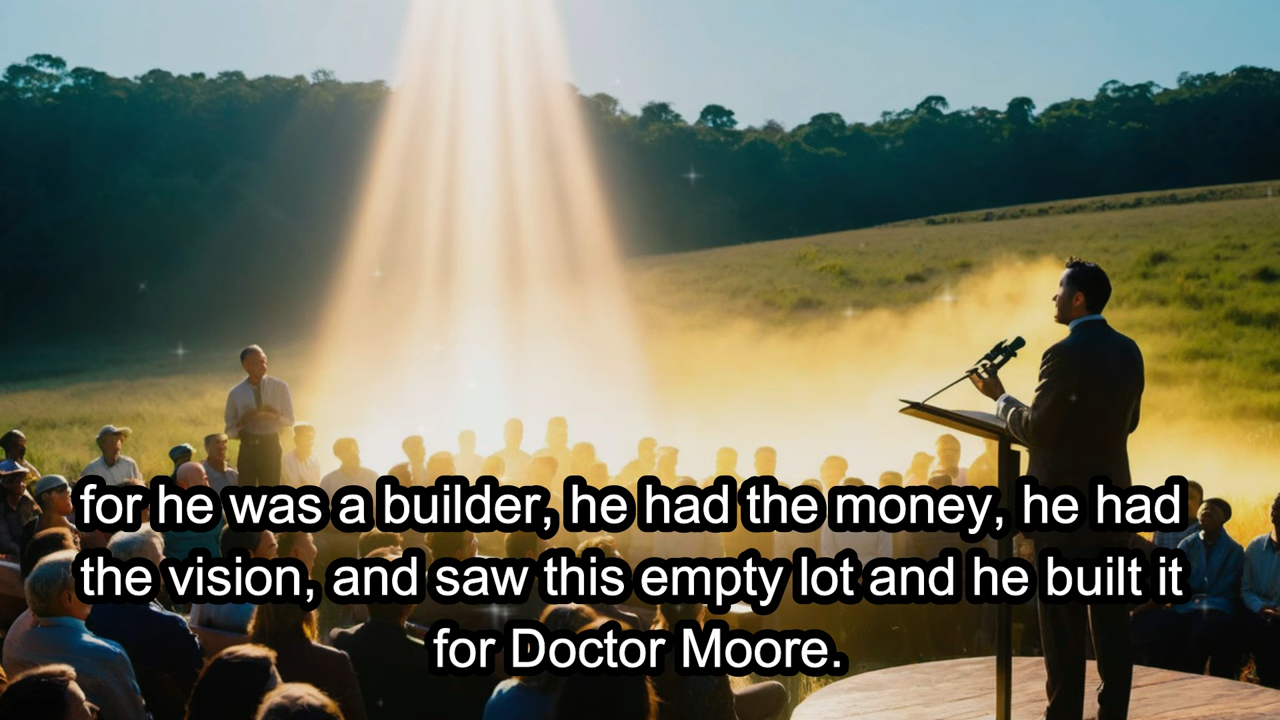 for he was a builder, he had the money, he had
the vision, and saw this empty lot and he built it
for Doctor Moore.